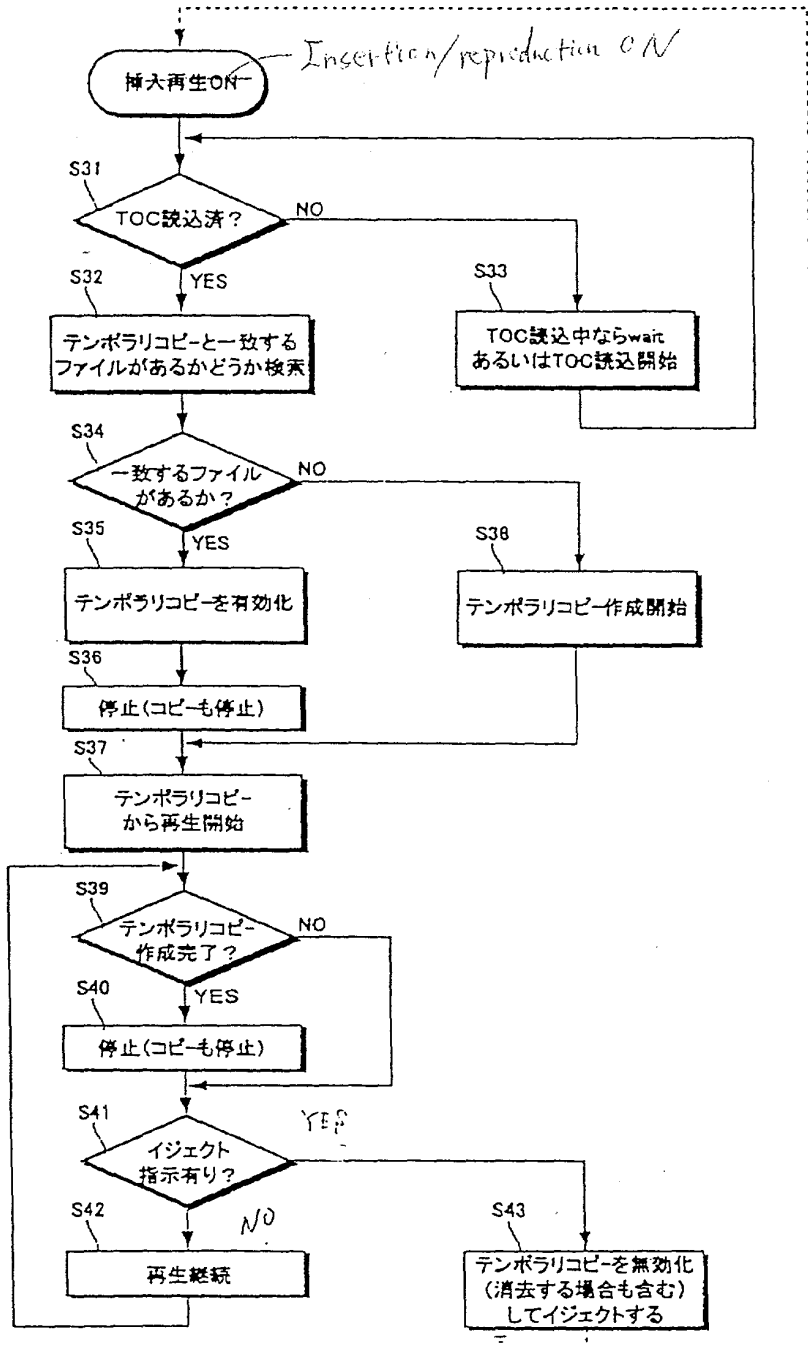 挿入再生ON
Insertion/reproduction ON
S31
TOC読込済？
NO
YES
S32
テンポラリコピーと一致する
ファイルがあるかどうか検索
S33
TOC読込中ならwait
あるいはTOC読込開始
S34
一致するファイル
があるか？
NO
YES
S35
テンポラリコピーを有効化
S38
テンポラリコピー作成開始
S36
停止(コピーも停止)
S37
テンポラリコピー
から再生開始
S39
テンポラリコピー
作成完了？
NO
YES
S40
停止(コピーも停止)
S41
イジェクト
指示有り？
YES
NO
S42
再生継続
S43
テンポラリコピーを無効化
(消去する場合も含む)
してイジェクトする